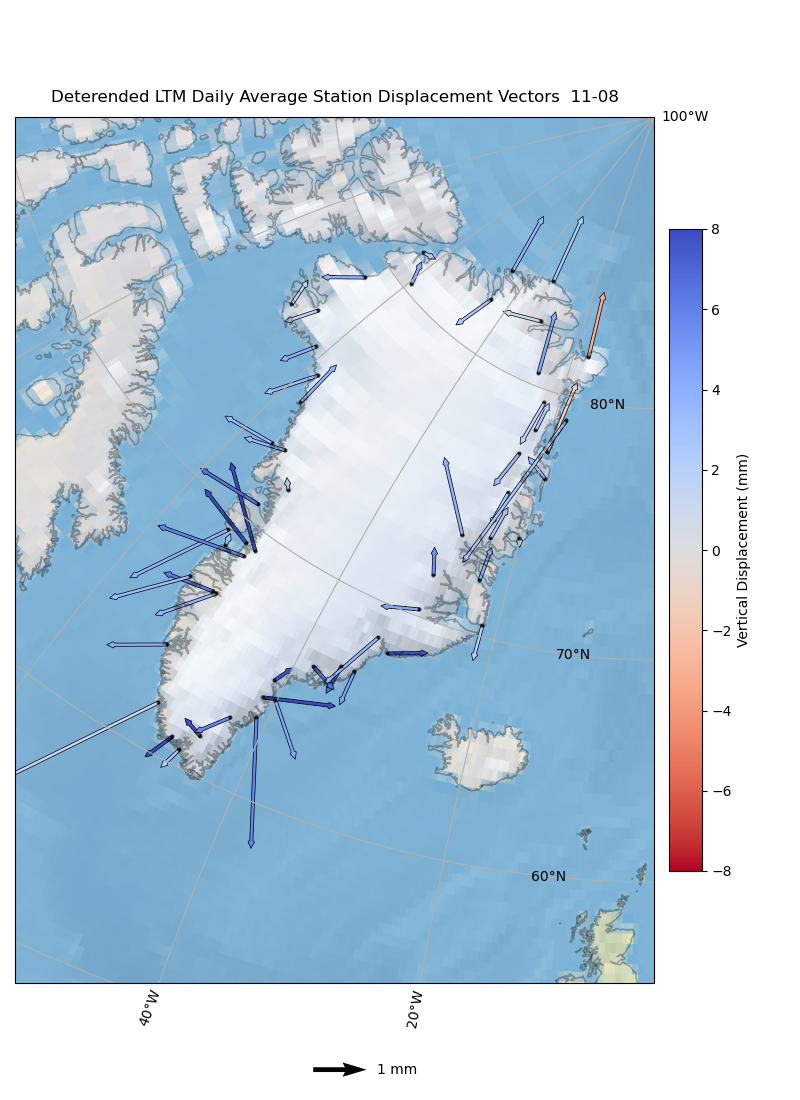 Deterended LTM Daily Average Station Displacement Vectors  11-08
100°W
80°N
70°N
60°N
40°W
20°W
8
6
4
2
0
−2
−4
−6
−8
Vertical Displacement (mm)
1 mm